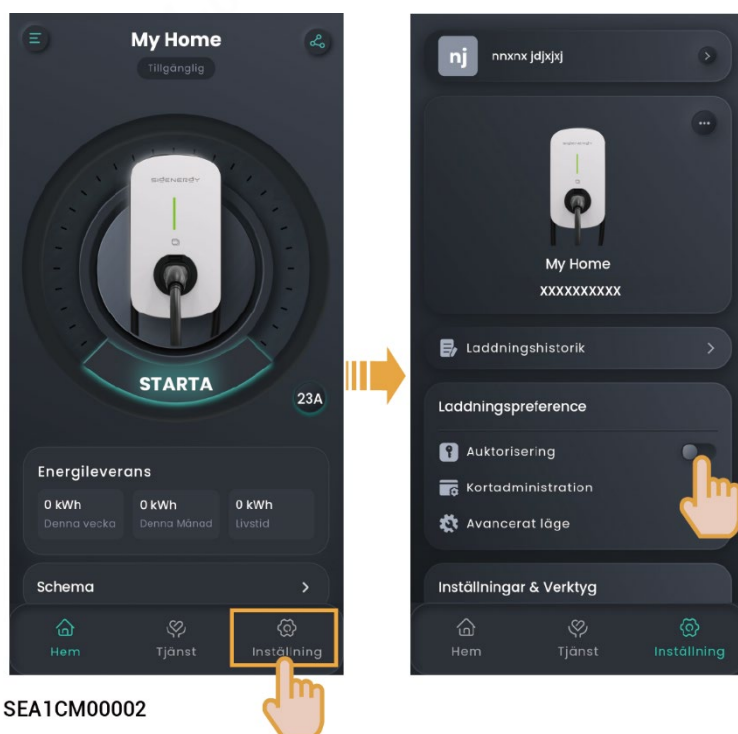 My Home
Tillgänglig
SIGENERGY
STARTA
23A
Energileverans
0 kWh
0 kWh
0 kWh
Denna vecka
Denna Månad
Livstid
Schema
Hem
Tjänst
Inställning
SEA1CM00002
nj
nnxnx jdjxjxj
SIGENERGY
My Home
XXXXXXXXXX
Laddningshistorik
Laddningspreference
Auktorisering
Kortadministration
Avancerat läge
Inställningar & Verktyg
Hem
Tjänst
Inställning